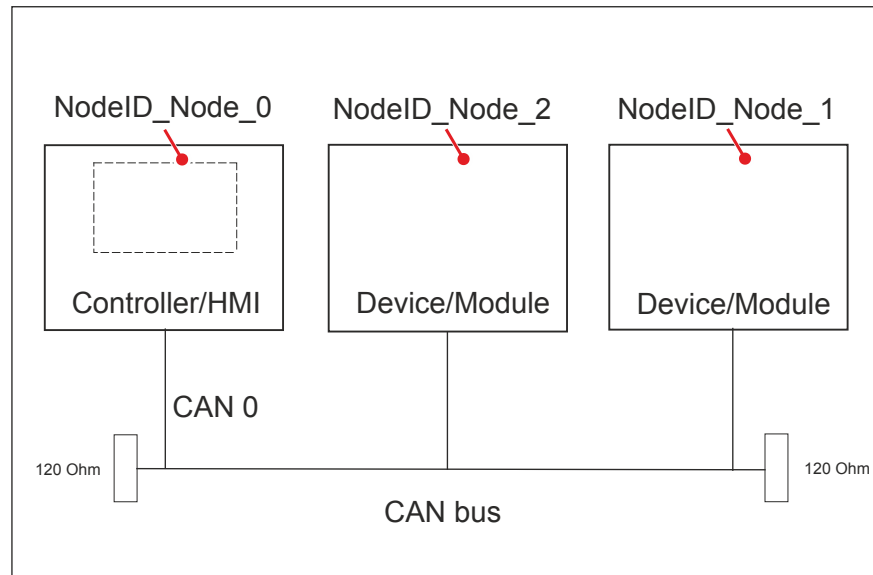 NodeID_Node_0
NodeID_Node_2
NodeID_Node_1
Controller/HMI
Device/Module
Device/Module
CAN 0
120 Ohm
120 Ohm
CAN bus